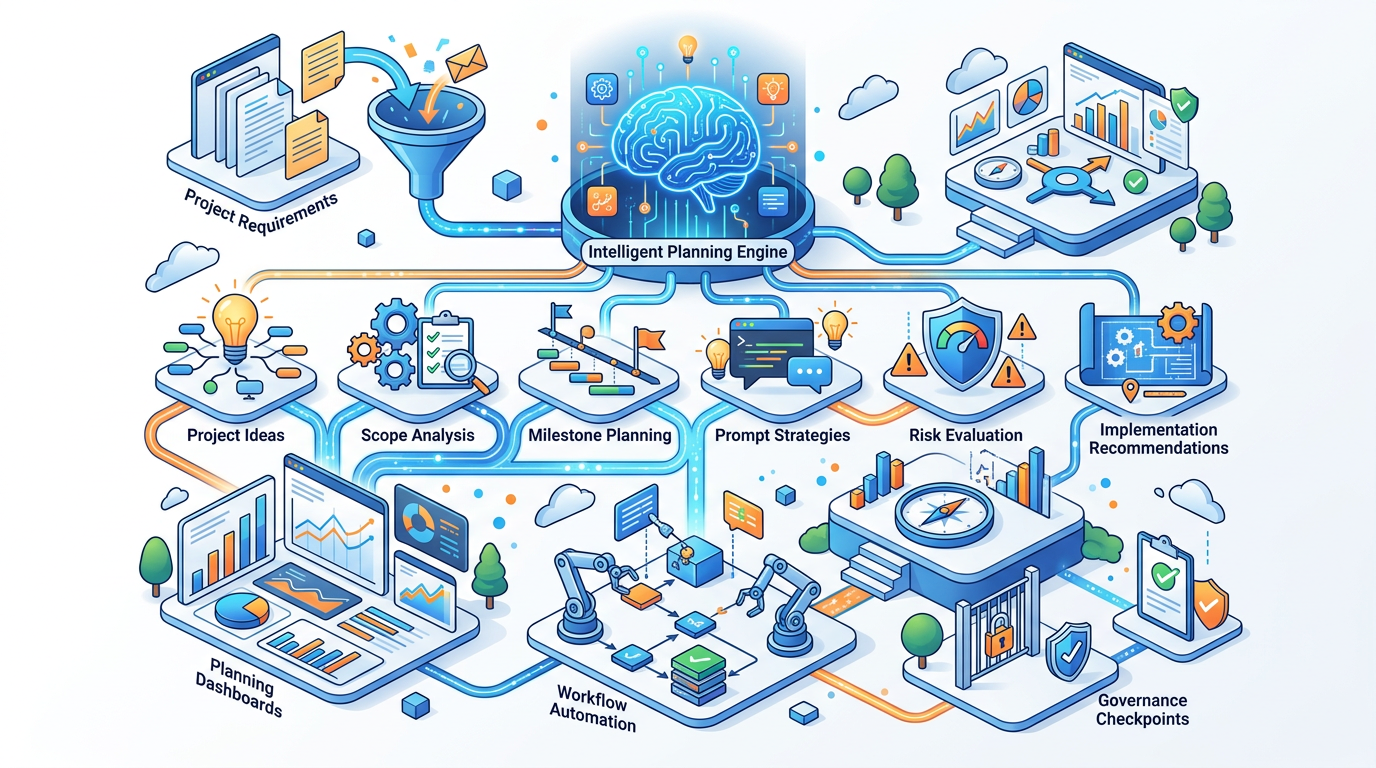 Project Requirements
Intelligent Planning Engine
Project Ideas
Scope Analysis
Milestone Planning
Prompt Strategies
Risk Evaluation
Implementation
Recommendations
Planning
Dashboards
Workflow
Automation
Governance
Checkpoints